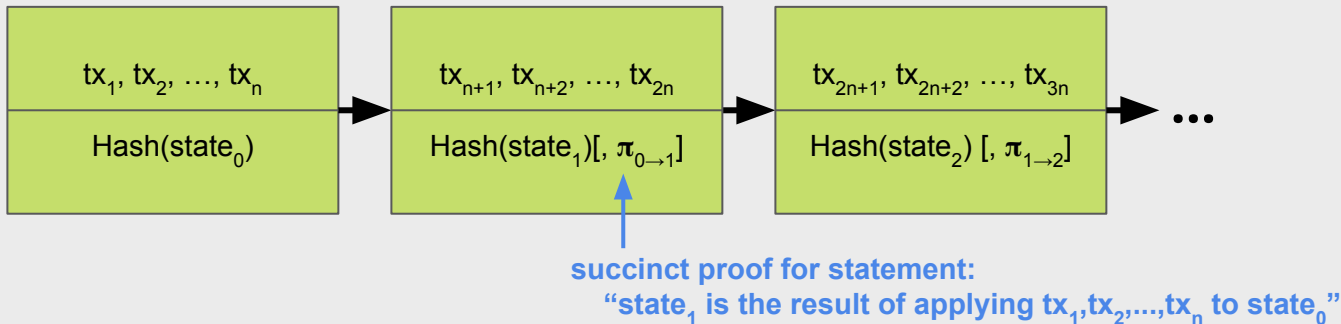 tx₁, tx₂, …, txₙ
txₙ₊₁, txₙ₊₂, …, tx₂ₙ
tx₂ₙ₊₁, tx₂ₙ₊₂, …, tx₃ₙ
...
Hash(state₀)
Hash(state₁)[, π₀→₁]
Hash(state₂) [, π₁→₂]
succinct proof for statement:
“state₁ is the result of applying tx₁,tx₂,...,txₙ to state₀”